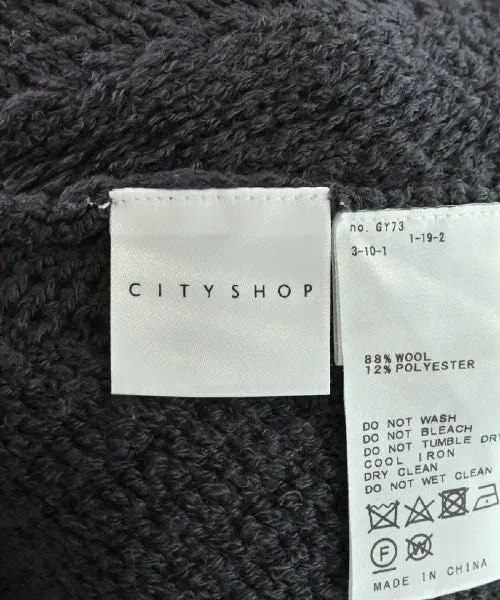 CITYSHOP
no. GY73
1-19-2
3-10-1
88% WOOL
12% POLYESTER
DO NOT WASH
DO NOT BLEACH
DO NOT TUMBLE DRY
COOL IRON
DRY CLEAN
DO NOT WET CLEAN
F W
MADE IN CHINA